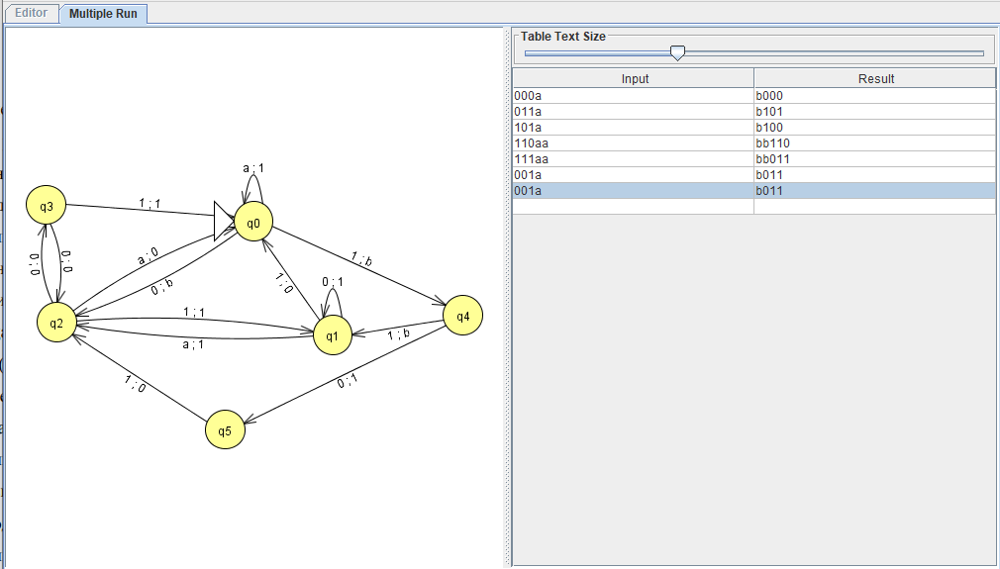 Editor
Multiple Run
Table Text Size
Input Result
000a b000
011a b101
101a b100
110aa bb110
111aa bb011
001a b011
001a b011
a ; 1
q3
1 ; 1
q0
a ; 0
0 ; b
1 ; b
0 ; 0
0 ; 0
1 ; 0
0 ; 1
q2
1 ; 1
a ; 1
q1
q4
1 ; b
0 ; 1
1 ; 0
q5